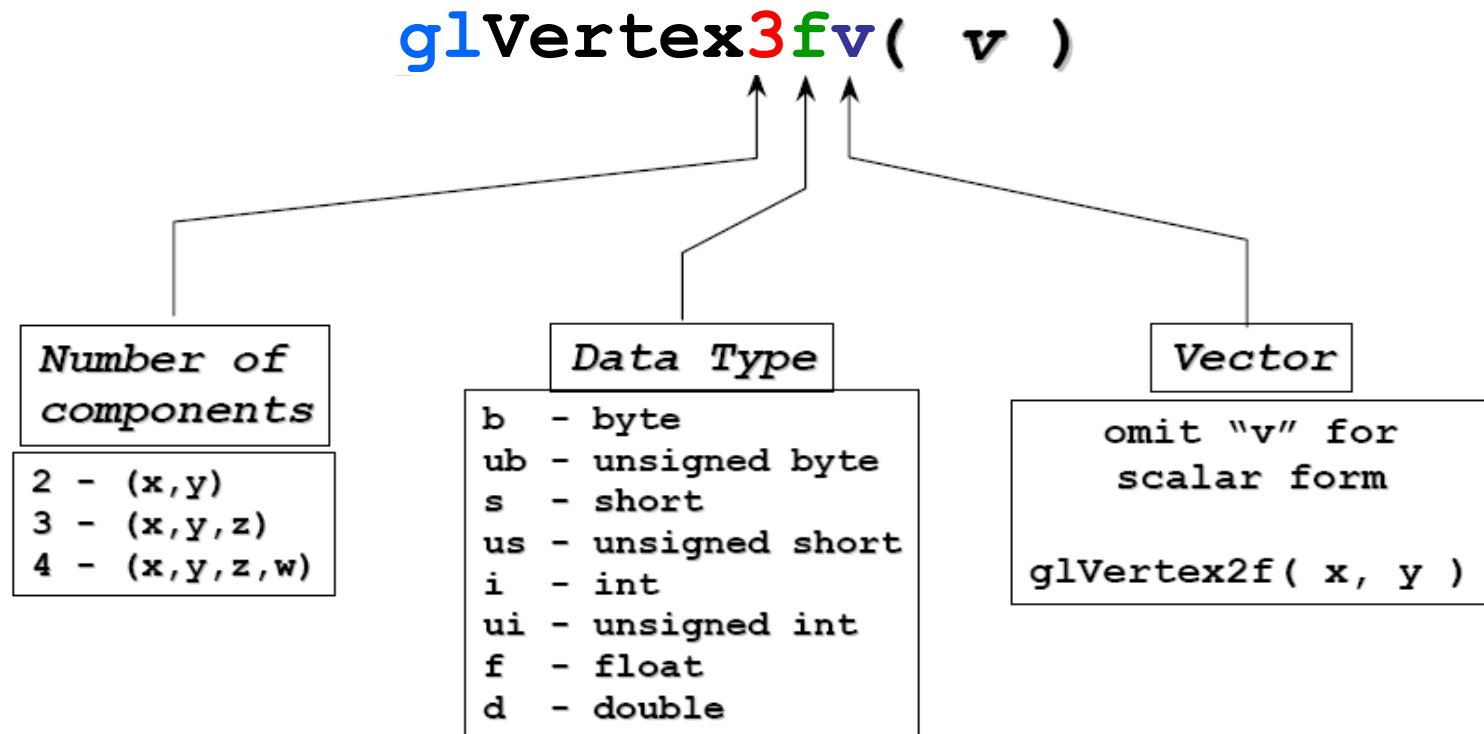 glVertex3fv( v )
Number of
components
2 - (x,y)
3 - (x,y,z)
4 - (x,y,z,w)
Data Type
b - byte
ub - unsigned byte
s - short
us - unsigned short
i - int
ui - unsigned int
f - float
d - double
Vector
omit “v” for
scalar form
glVertex2f( x, y )